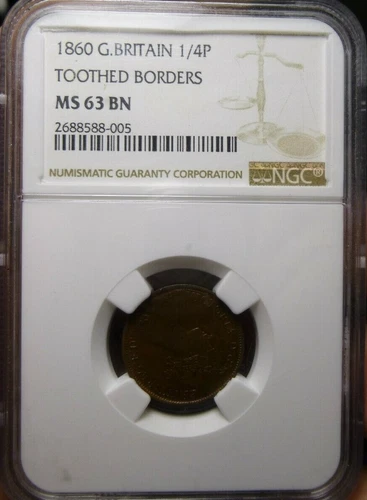 1860 G.BRITAIN 1/4P
TOOTHED BORDERS
MS 63 BN
2688588-005
NUMISMATIC GUARANTY CORPORATION
NGC